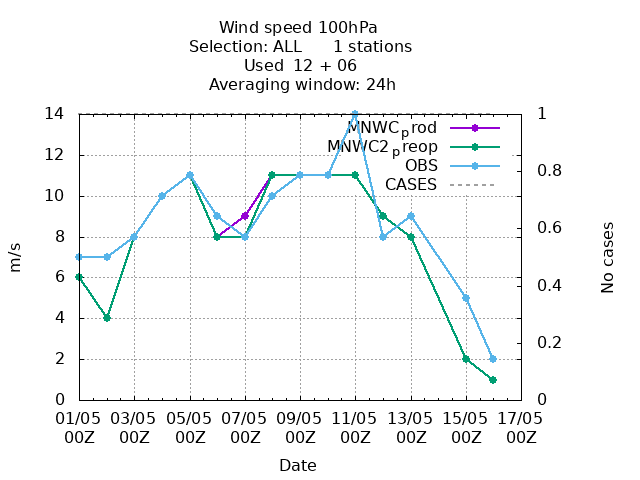 Wind speed 100hPa
Selection: ALL 1 stations
Used 12 + 06
Averaging window: 24h
MNWCprod
MNWC2preop
OBS
CASES
14
12
10
8
6
4
2
0
1
0.8
0.6
0.4
0.2
0
m/s
No cases
01/05 03/05 05/05 07/05 09/05 11/05 13/05 15/05 17/05
00Z 00Z 00Z 00Z 00Z 00Z 00Z 00Z 00Z
Date